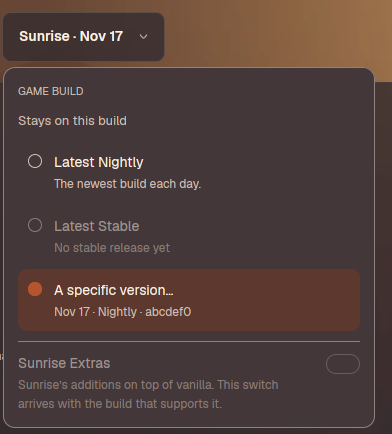 Sunrise · Nov 17
GAME BUILD
Stays on this build
Latest Nightly
The newest build each day.
Latest Stable
No stable release yet
A specific version...
Nov 17 · Nightly · abcdef0
Sunrise Extras
Sunrise's additions on top of vanilla. This switch
arrives with the build that supports it.